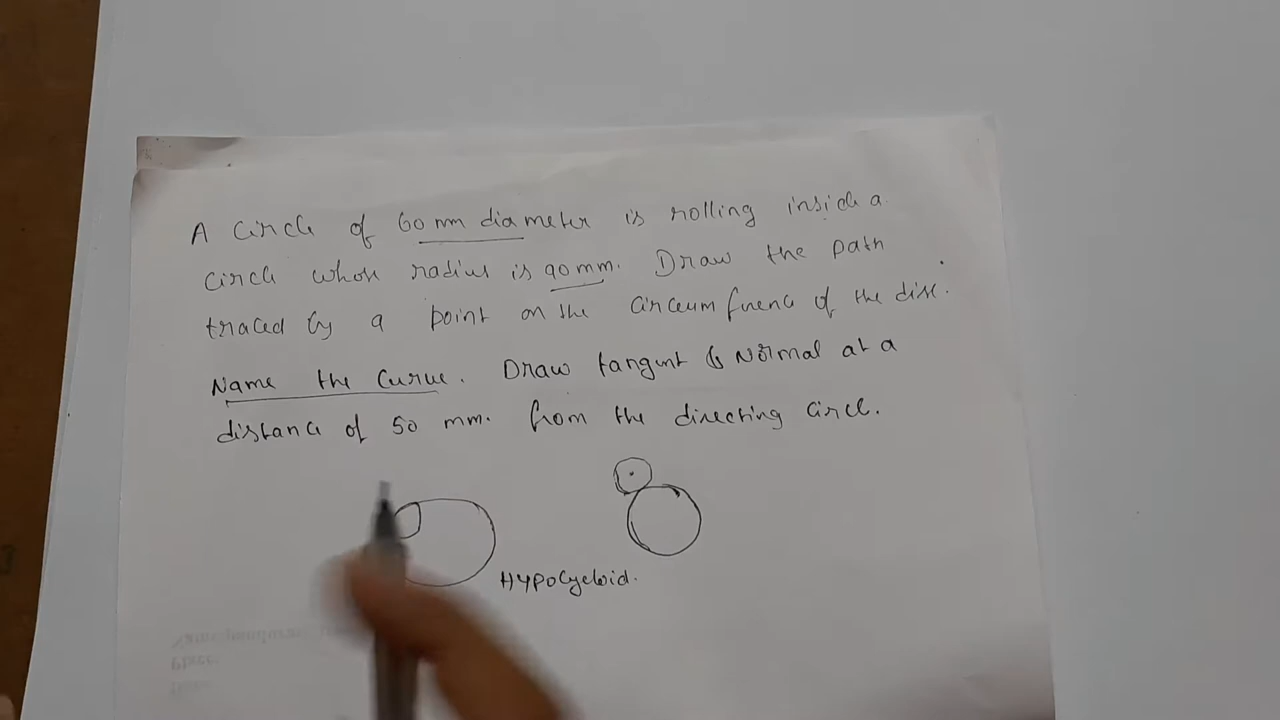 A Circle of 60 mm diameter is rolling inside a
circle whose radius is 90mm. Draw the path
traced by a point on the circumference of the disc.
Name the Curve. Draw tangent & Normal at a
distance of 50 mm. from the directing circle.
HYPOCycloid.